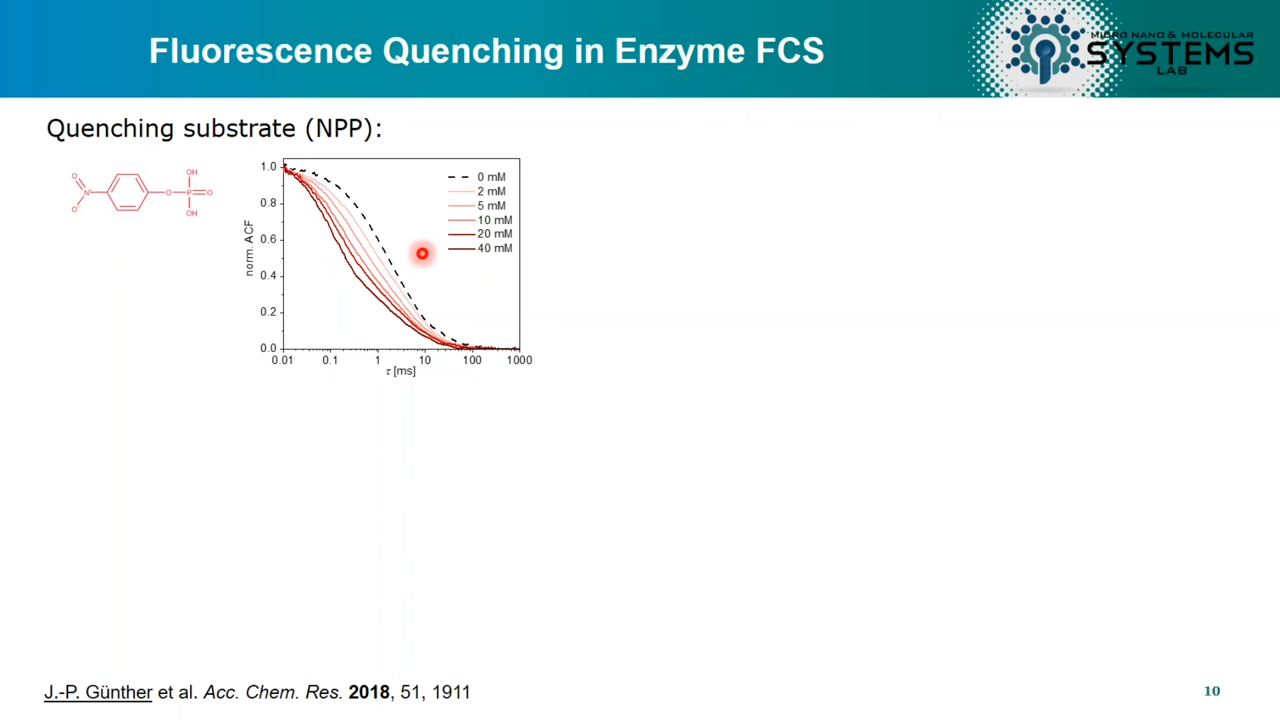 Fluorescence Quenching in Enzyme FCS
MICRO NANO & MOLECULAR
SYSTEMS
LAB
Quenching substrate (NPP):
O
N+
O-
O
OH
P
O
OH
norm. ACF
1.0
0.8
0.6
0.4
0.2
0.0
0 mM
2 mM
5 mM
10 mM
20 mM
40 mM
0.01 0.1 1 10 100 1000
τ [ms]
J.-P. Günther et al. Acc. Chem. Res. 2018, 51, 1911
10